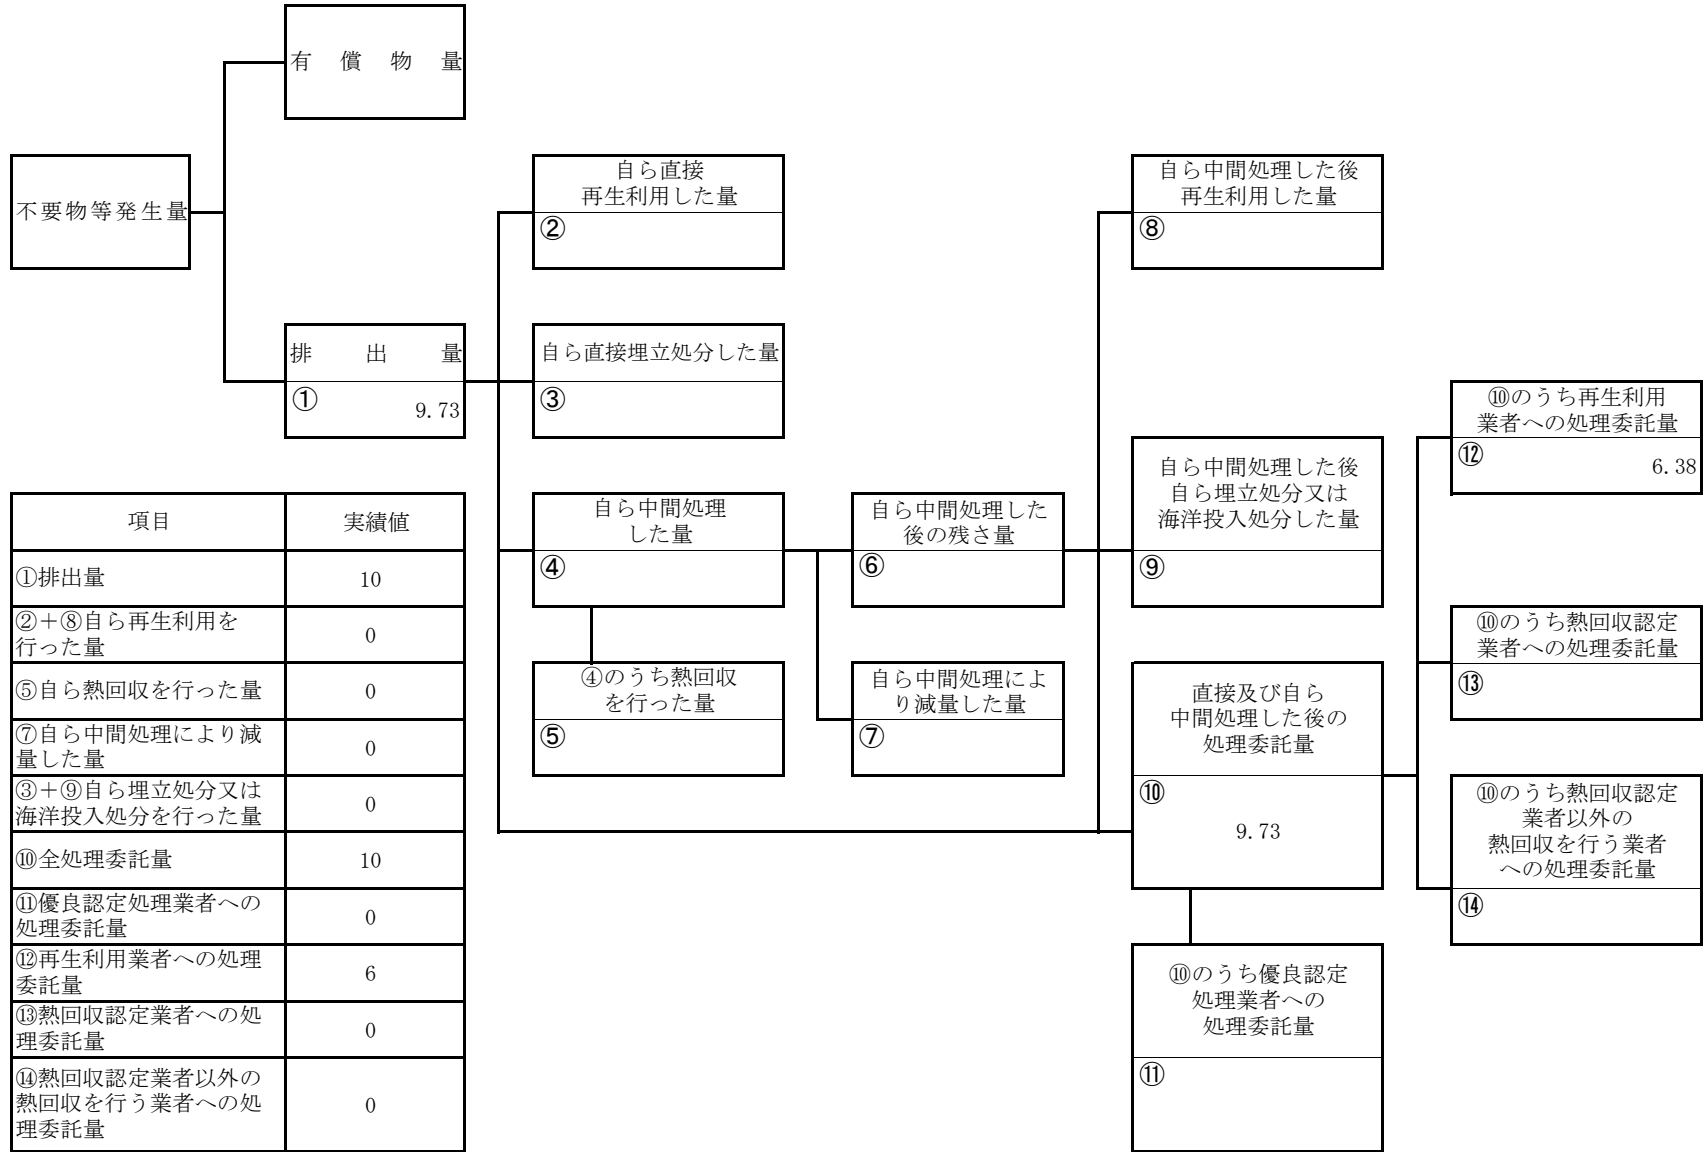 有償物量
不要物等発生量
排出量
①
9.73
自ら直接
再生利用した量
②
自ら直接埋立処分した量
③
自ら中間処理
した量
④
④のうち熱回収
を行った量
⑤
自ら中間処理した
後の残さ量
⑥
自ら中間処理によ
り減量した量
⑦
自ら中間処理した後
再生利用した量
⑧
自ら中間処理した後
自ら埋立処分又は
海洋投入処分した量
⑨
直接及び自ら
中間処理した後の
処理委託量
⑩
9.73
⑩のうち優良認定
処理業者への
処理委託量
⑪
⑩のうち再生利用
業者への処理委託量
⑫
6.38
⑩のうち熱回収認定
業者への処理委託量
⑬
⑩のうち熱回収認定
業者以外の
熱回収を行う業者
への処理委託量
⑭
項目 実績値
①排出量 10
②+⑧自ら再生利用を
行った量 0
⑤自ら熱回収を行った量 0
⑦自ら中間処理により減
量した量 0
③+⑨自ら埋立処分又は
海洋投入処分を行った量 0
⑩全処理委託量 10
⑪優良認定処理業者への
処理委託量 0
⑫再生利用業者への処理
委託量 6
⑬熱回収認定業者への処
理委託量 0
⑭熱回収認定業者以外の
熱回収を行う業者への処
理委託量 0